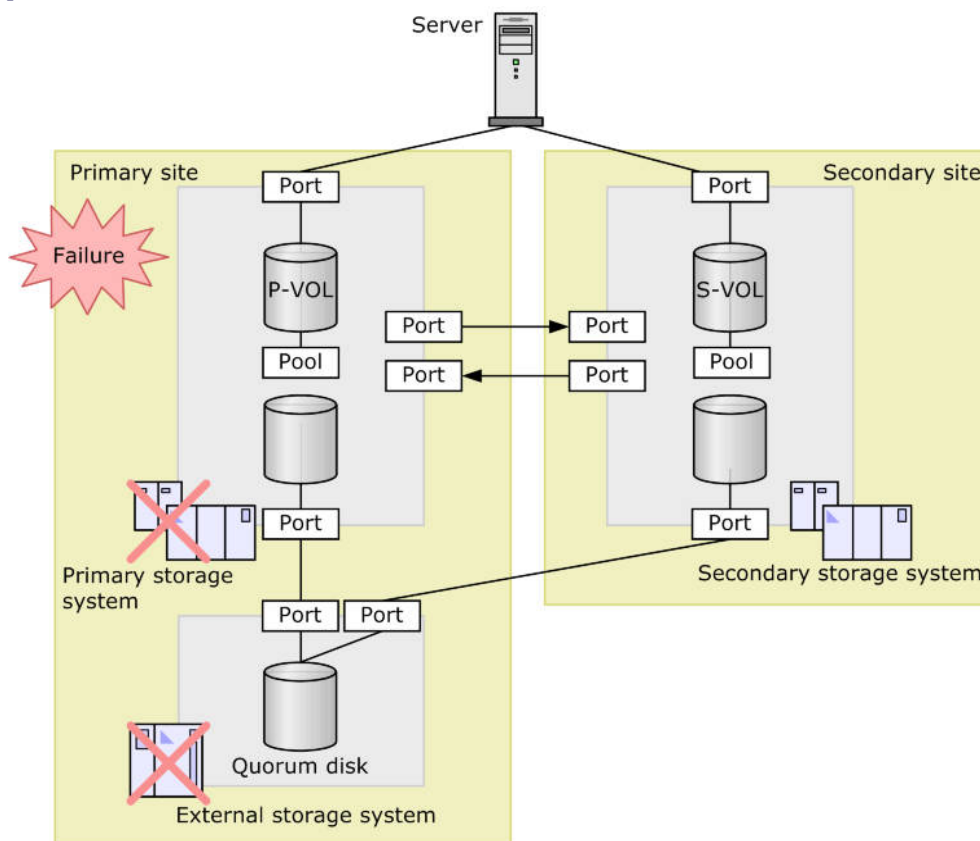 Server
Primary site
Secondary site
Port
Port
Failure
P-VOL
S-VOL
Port
Port
Pool
Pool
Port
Port
Port
Port
Primary storage
system
Secondary storage
system
Port
Port
Quorum disk
External storage system